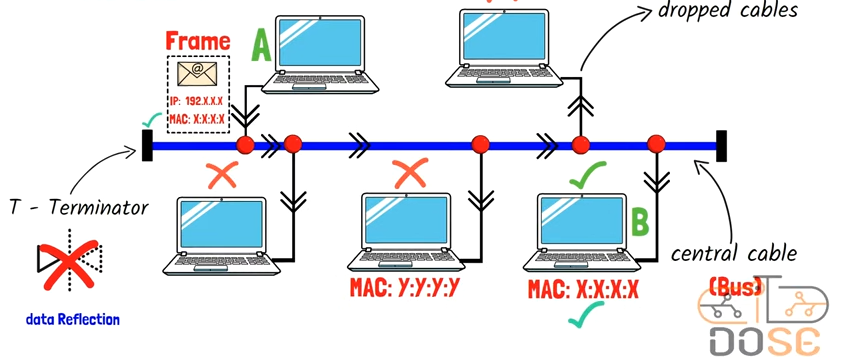 dropped cables
Frame
A
@
IP: 192.X.X.X
MAC: X:X:X:X
T - Terminator
B
central cable
(Bus)
MAC: Y:Y:Y:Y
MAC: X:X:X:X
data Reflection
DOSE